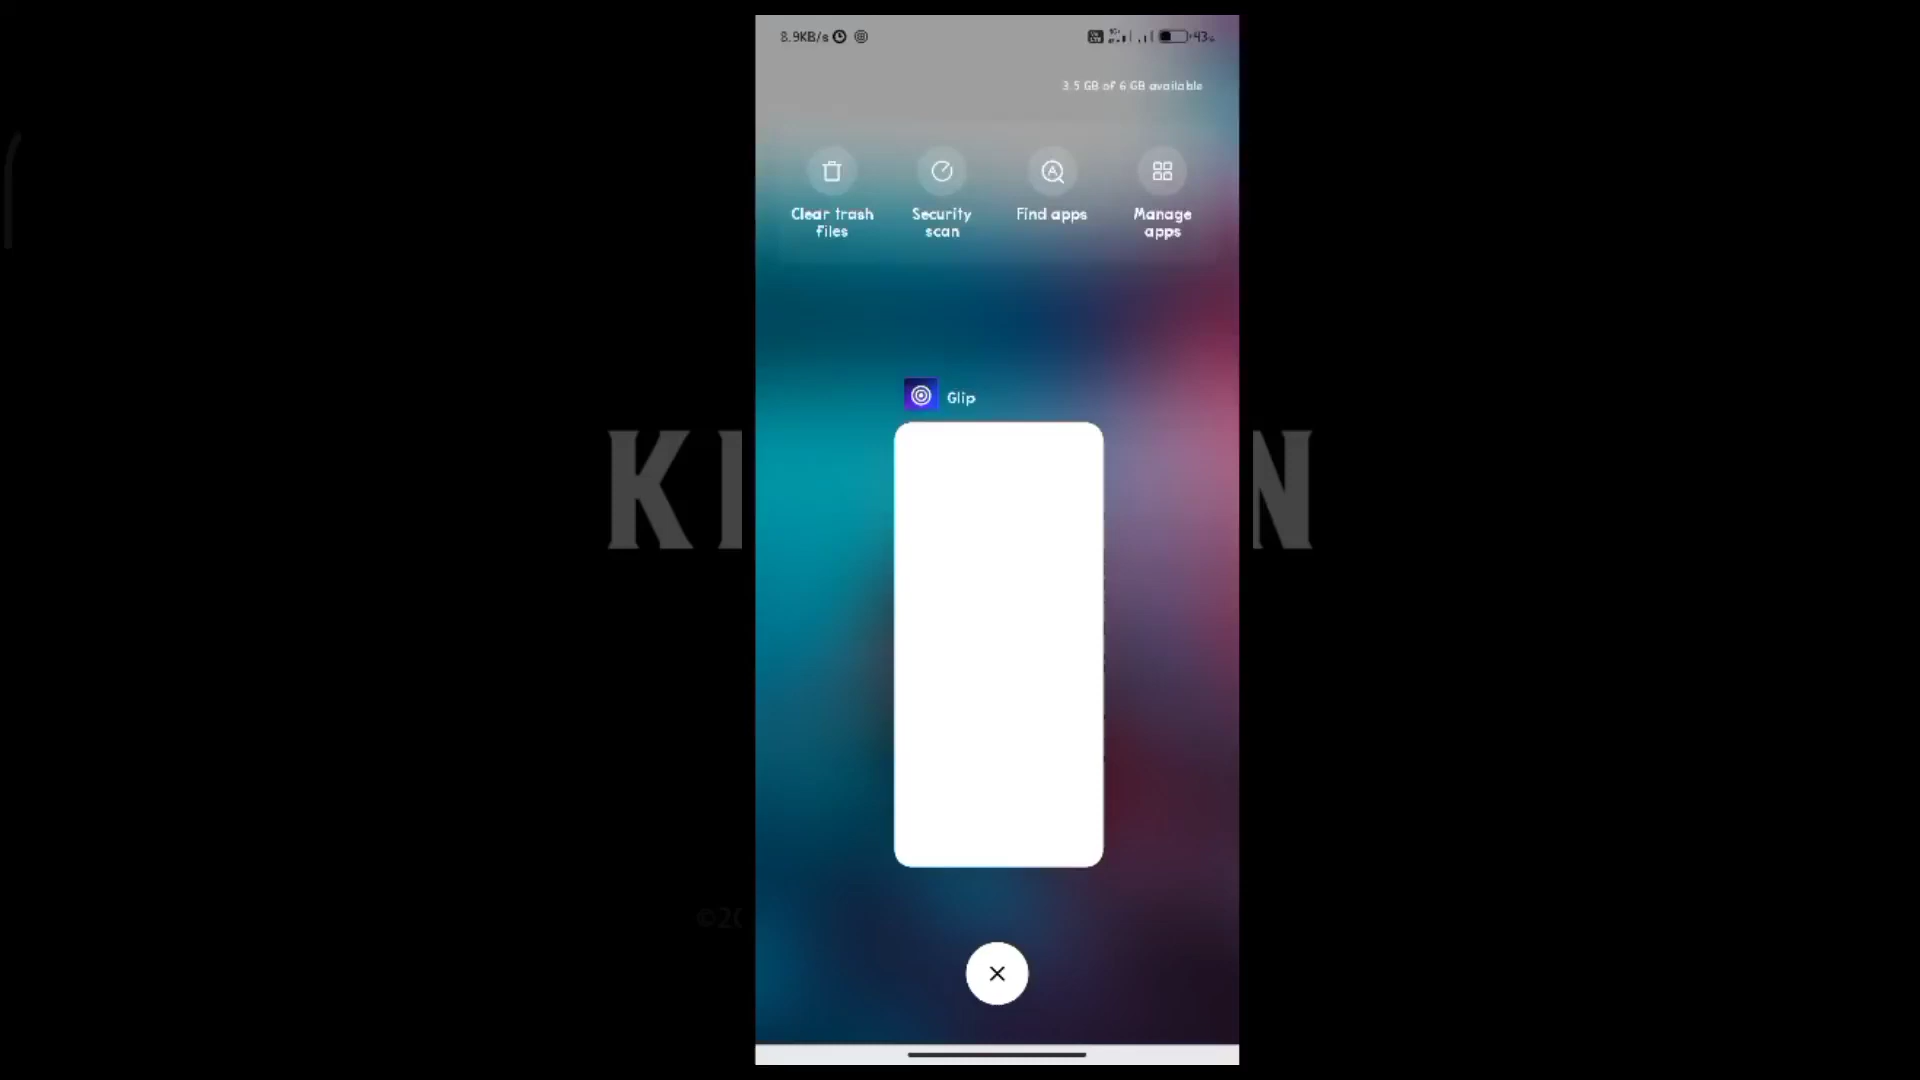 8.9KB/s
43%
3.5 GB of 6 GB available
Clear trash
files
Security
scan
Find apps
Manage
apps
Glip
K
N
©20